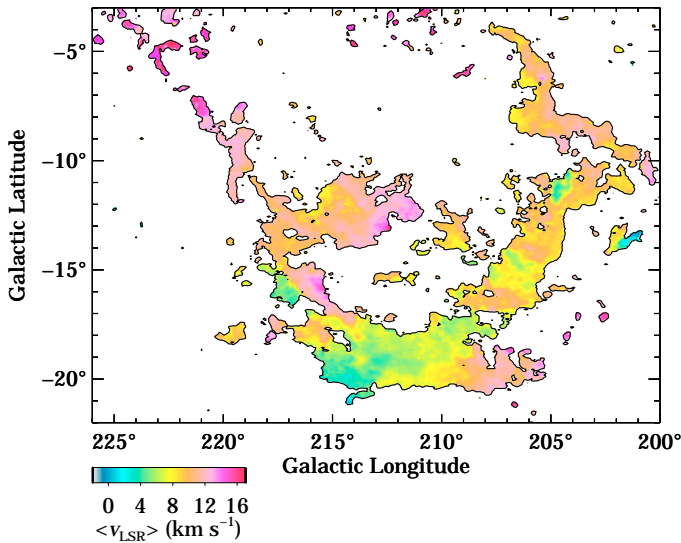 −5°
−10°
−15°
−20°
Galactic Latitude
225° 220° 215° 210° 205° 200°
Galactic Longitude
0 4 8 12 16
<v_LSR> (km s⁻¹)